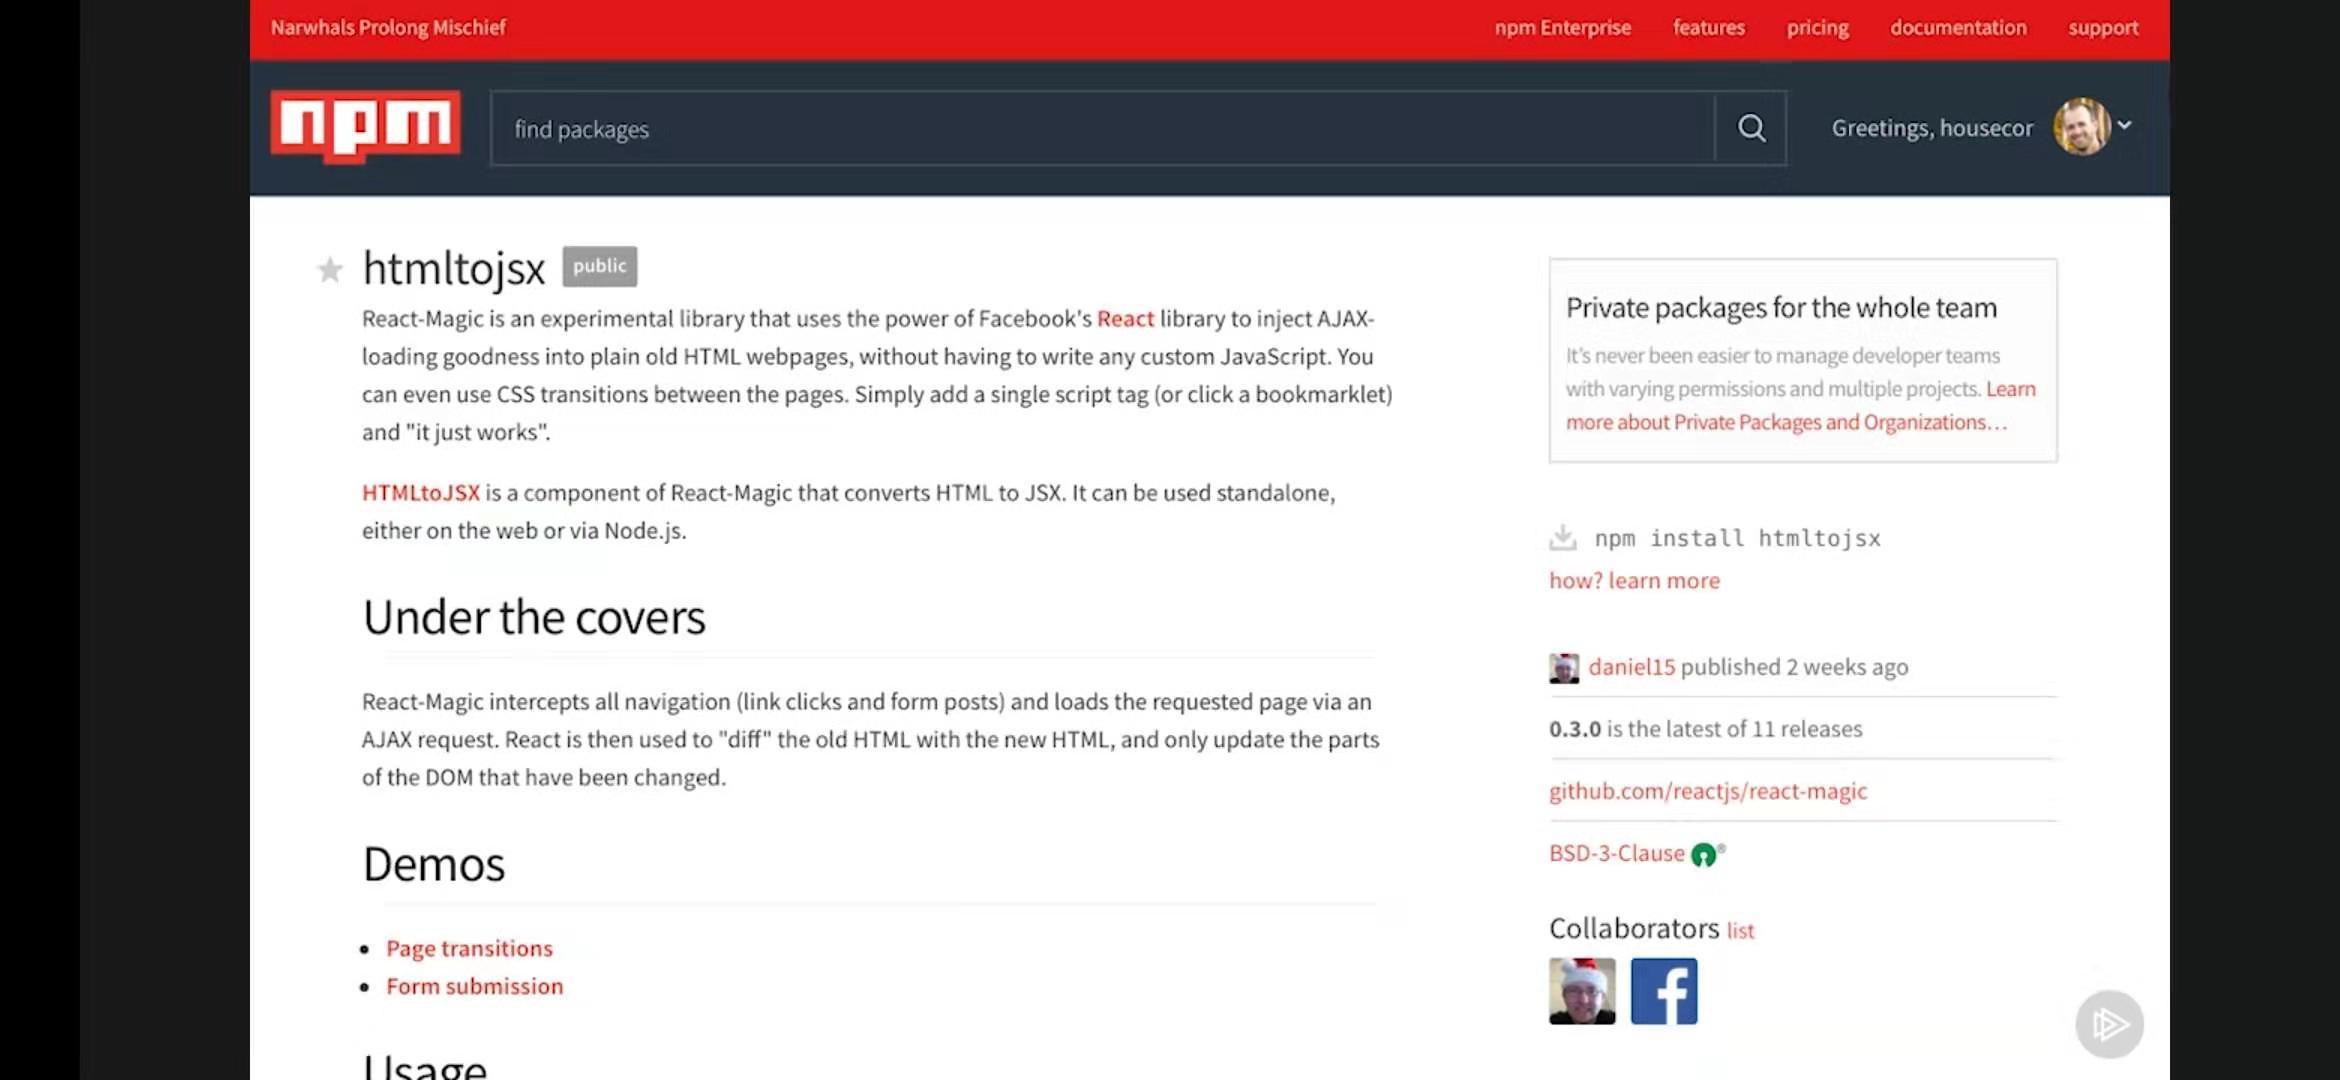 Narwhals Prolong Mischief
npm Enterprise features pricing documentation support
npm
find packages
Greetings, housecor
htmltojsx public
React-Magic is an experimental library that uses the power of Facebook's React library to inject AJAX-
loading goodness into plain old HTML webpages, without having to write any custom JavaScript. You
can even use CSS transitions between the pages. Simply add a single script tag (or click a bookmarklet)
and "it just works".
HTMLtoJSX is a component of React-Magic that converts HTML to JSX. It can be used standalone,
either on the web or via Node.js.
Under the covers
React-Magic intercepts all navigation (link clicks and form posts) and loads the requested page via an
AJAX request. React is then used to "diff" the old HTML with the new HTML, and only update the parts
of the DOM that have been changed.
Demos
• Page transitions
• Form submission
Usage
Private packages for the whole team
It's never been easier to manage developer teams
with varying permissions and multiple projects. Learn
more about Private Packages and Organizations…
npm install htmltojsx
how? learn more
daniel15 published 2 weeks ago
0.3.0 is the latest of 11 releases
github.com/reactjs/react-magic
BSD-3-Clause ®
Collaborators list